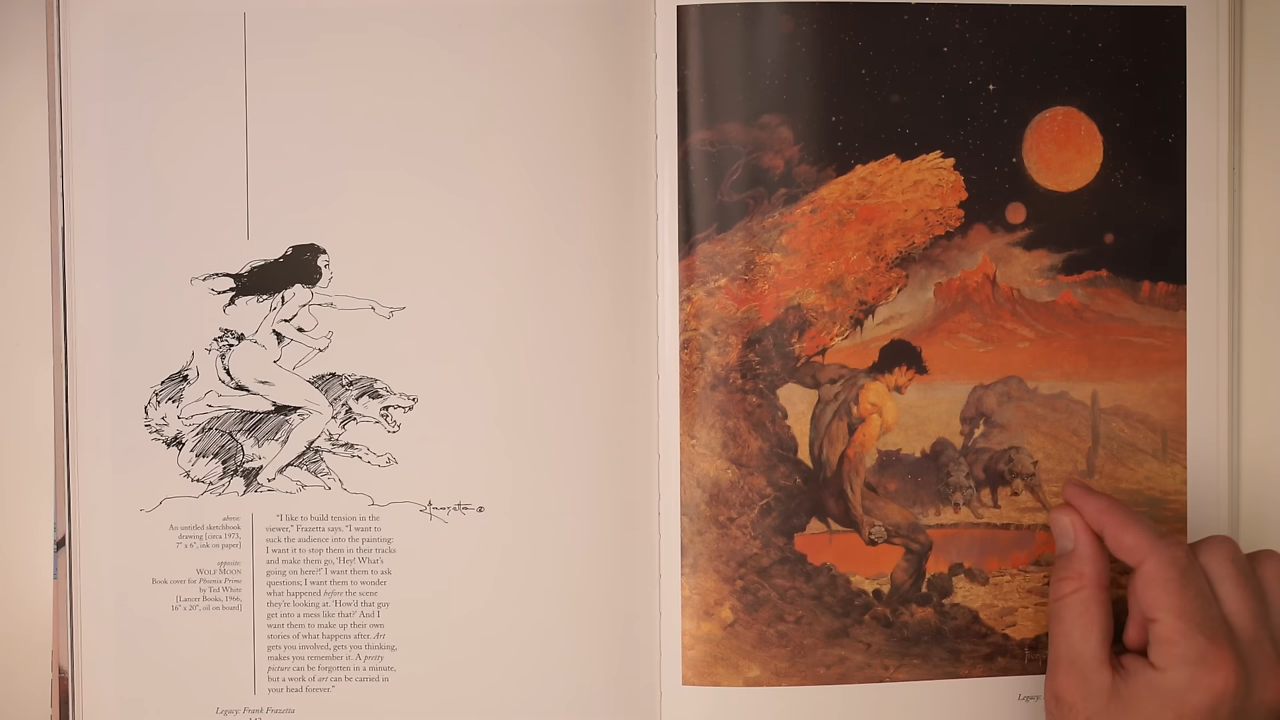 Frazetta ©
above:
An untitled sketchbook
drawing [circa 1973,
7" x 6", ink on paper]
opposite:
WOLF MOON
Book cover for Phoenix Prime
by Ted White
[Lancer Books, 1966,
16" x 20", oil on board]
"I like to build tension in the
viewer," Frazetta says. "I want to
suck the audience into the painting:
I want it to stop them in their tracks
and make them go, 'Hey! What's
going on here?!' I want them to ask
questions; I want them to wonder
what happened before the scene
they're looking at. 'How'd that guy
get into a mess like that?' And I
want them to make up their own
stories of what happens after. Art
gets you involved, gets you thinking,
makes you remember it. A pretty
picture can be forgotten in a minute,
but a work of art can be carried in
your head forever."
Legacy: Frank Frazetta
Legacy: